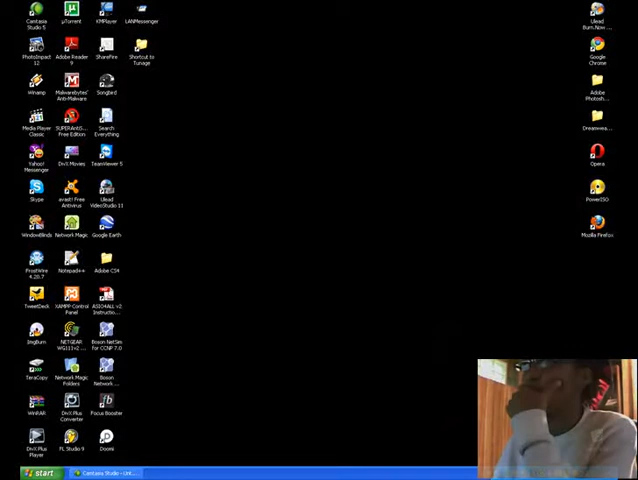 Camtasia
Studio 5
µTorrent
KMPlayer
LANMessenger
PhotoImpact
12
Adobe Reader
9
ShareFire
Shortcut to
Tunage
Winamp
Malwarebytes'
Anti-Malware
Songbird
Media Player
Classic
SUPERAntiS...
Free Edition
Search
Everything
Yahoo!
Messenger
DivX Movies
TeamViewer 5
Skype
avast! Free
Antivirus
Ulead
VideoStudio 11
WindowBlinds
Network Magic
Google Earth
FrostWire
4.20.7
Notepad++
Adobe CS4
TweetDeck
XAMPP Control
Panel
ASIO4ALL v2
Instructio...
ImgBurn
NETGEAR
WG111v2 ...
Boson NetSim
for CCNP 7.0
TeraCopy
Network Magic
Folders
Boson
Network ...
WinRAR
DivX Plus
Converter
Focus Booster
DivX Plus
Player
FL Studio 9
Doomi
Ulead
Burn.Now ...
Google
Chrome
Adobe
Photosh...
Dreamwea...
Opera
PowerISO
Mozilla Firefox
start
Camtasia Studio - Unt...